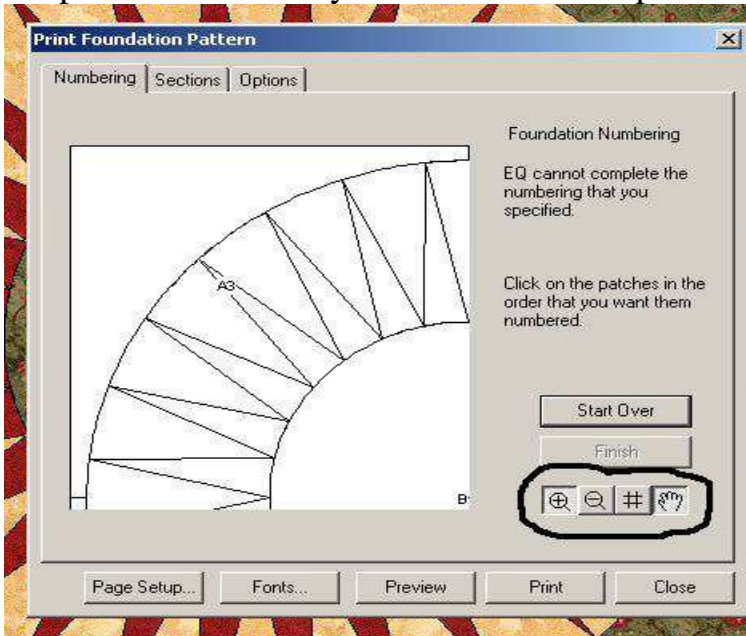 Print Foundation Pattern
Numbering Sections Options
Foundation Numbering
EQ cannot complete the
numbering that you
specified.
Click on the patches in the
order that you want them
numbered.
A3
B
Start Over
Finish
Page Setup... Fonts... Preview Print Close